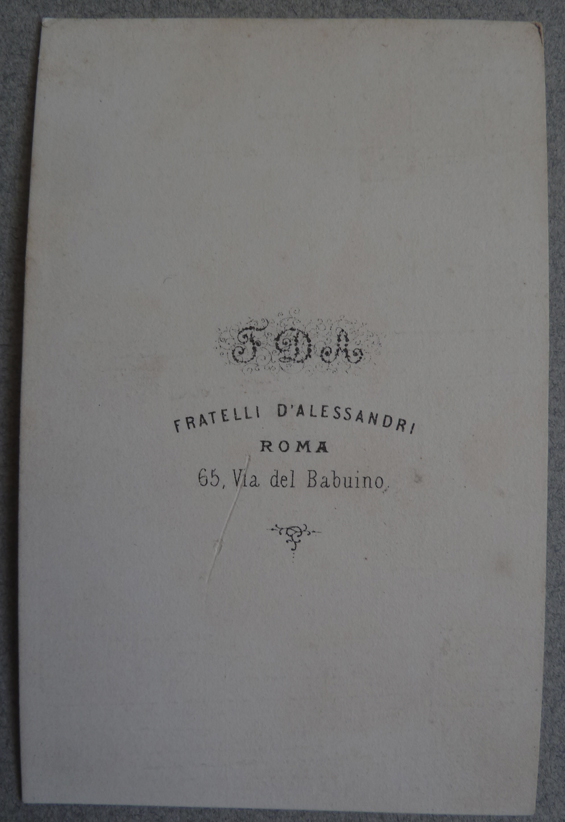 F D A
FRATELLI D'ALESSANDRI
ROMA
65, Via del Babuino